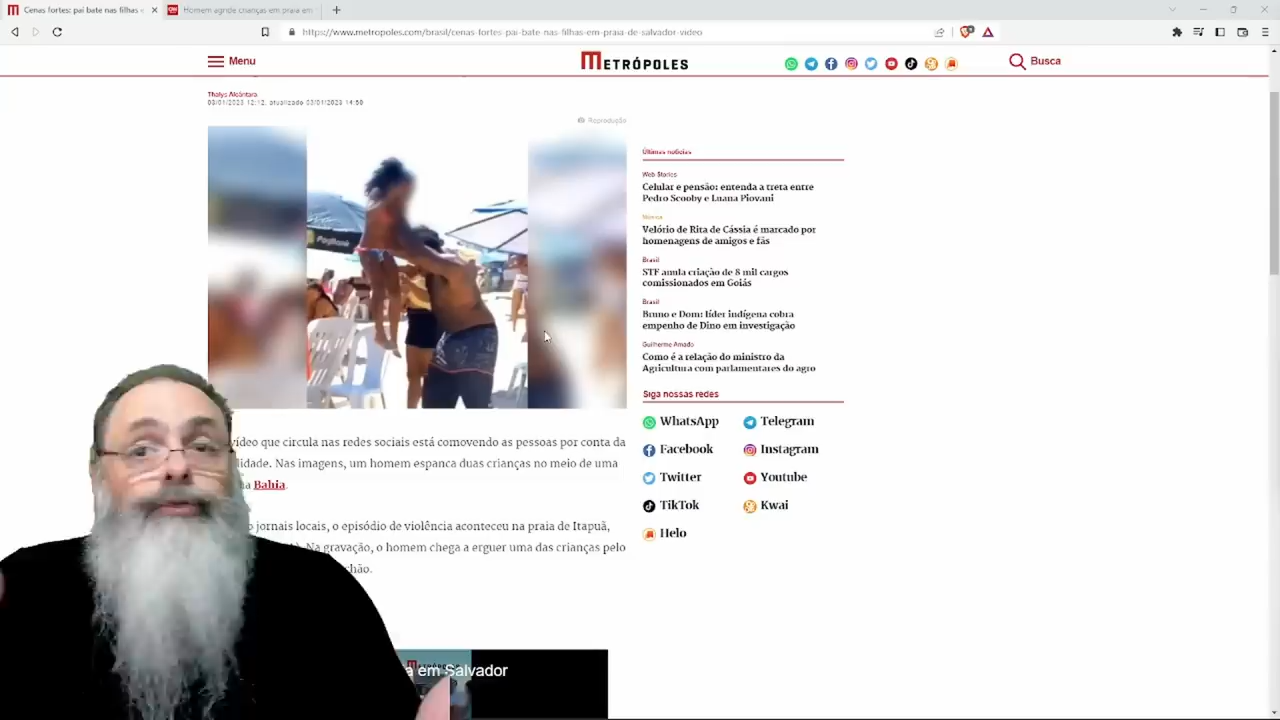 Cenas fortes: pai bate nas filhas e
Homem agride crianças em praia em
https://www.metropoles.com/brasil/cenas-fortes-pai-bate-nas-filhas-em-praia-de-salvador-video
Menu
METRÓPOLES
Busca
Thalys Alcântara
03/01/2023 12:12, atualizado 03/01/2023 14:50
Reprodução
PagBank
vídeo que circula nas redes sociais está comovendo as pessoas por conta da
lidade. Nas imagens, um homem espanca duas crianças no meio de uma
na Bahia.
o jornais locais, o episódio de violência aconteceu na praia de Itapuã,
Na gravação, o homem chega a erguer uma das crianças pelo
chão.
METRÓPOLES
a em Salvador
Últimas notícias
Web Stories
Celular e pensão: entenda a treta entre
Pedro Scooby e Luana Piovani
Música
Velório de Rita de Cássia é marcado por
homenagens de amigos e fãs
Brasil
STF anula criação de 8 mil cargos
comissionados em Goiás
Brasil
Bruno e Dom: líder indígena cobra
empenho de Dino em investigação
Guilherme Amado
Como é a relação do ministro da
Agricultura com parlamentares do agro
Siga nossas redes
WhatsApp
Telegram
Facebook
Instagram
Twitter
Youtube
TikTok
Kwai
Helo